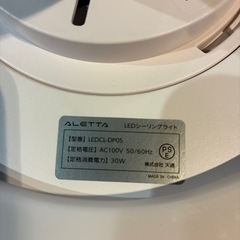 ALETTA LEDシーリングライト
【型番】 LEDCL-DP05
【定格電圧】 AC100V 50/60Hz
【定格消費電力】 30W
PS
E
株式会社 天通
MADE IN CHINA